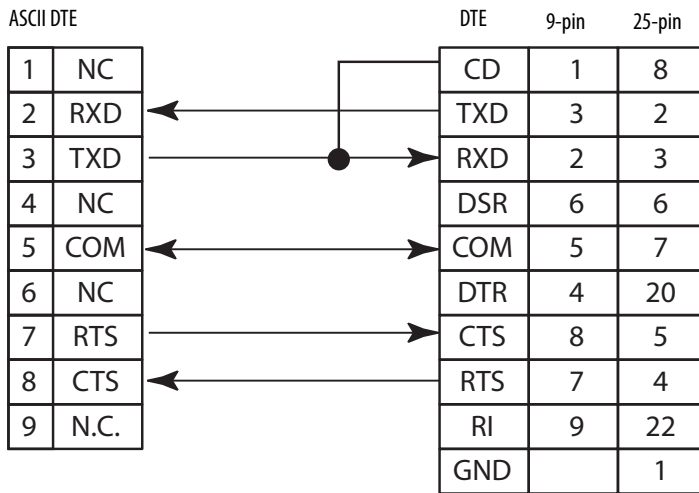 ASCII DTE DTE 9-pin 25-pin
1 NC CD 1 8
2 RXD TXD 3 2
3 TXD RXD 2 3
4 NC DSR 6 6
5 COM COM 5 7
6 NC DTR 4 20
7 RTS CTS 8 5
8 CTS RTS 7 4
9 N.C. RI 9 22
GND 1